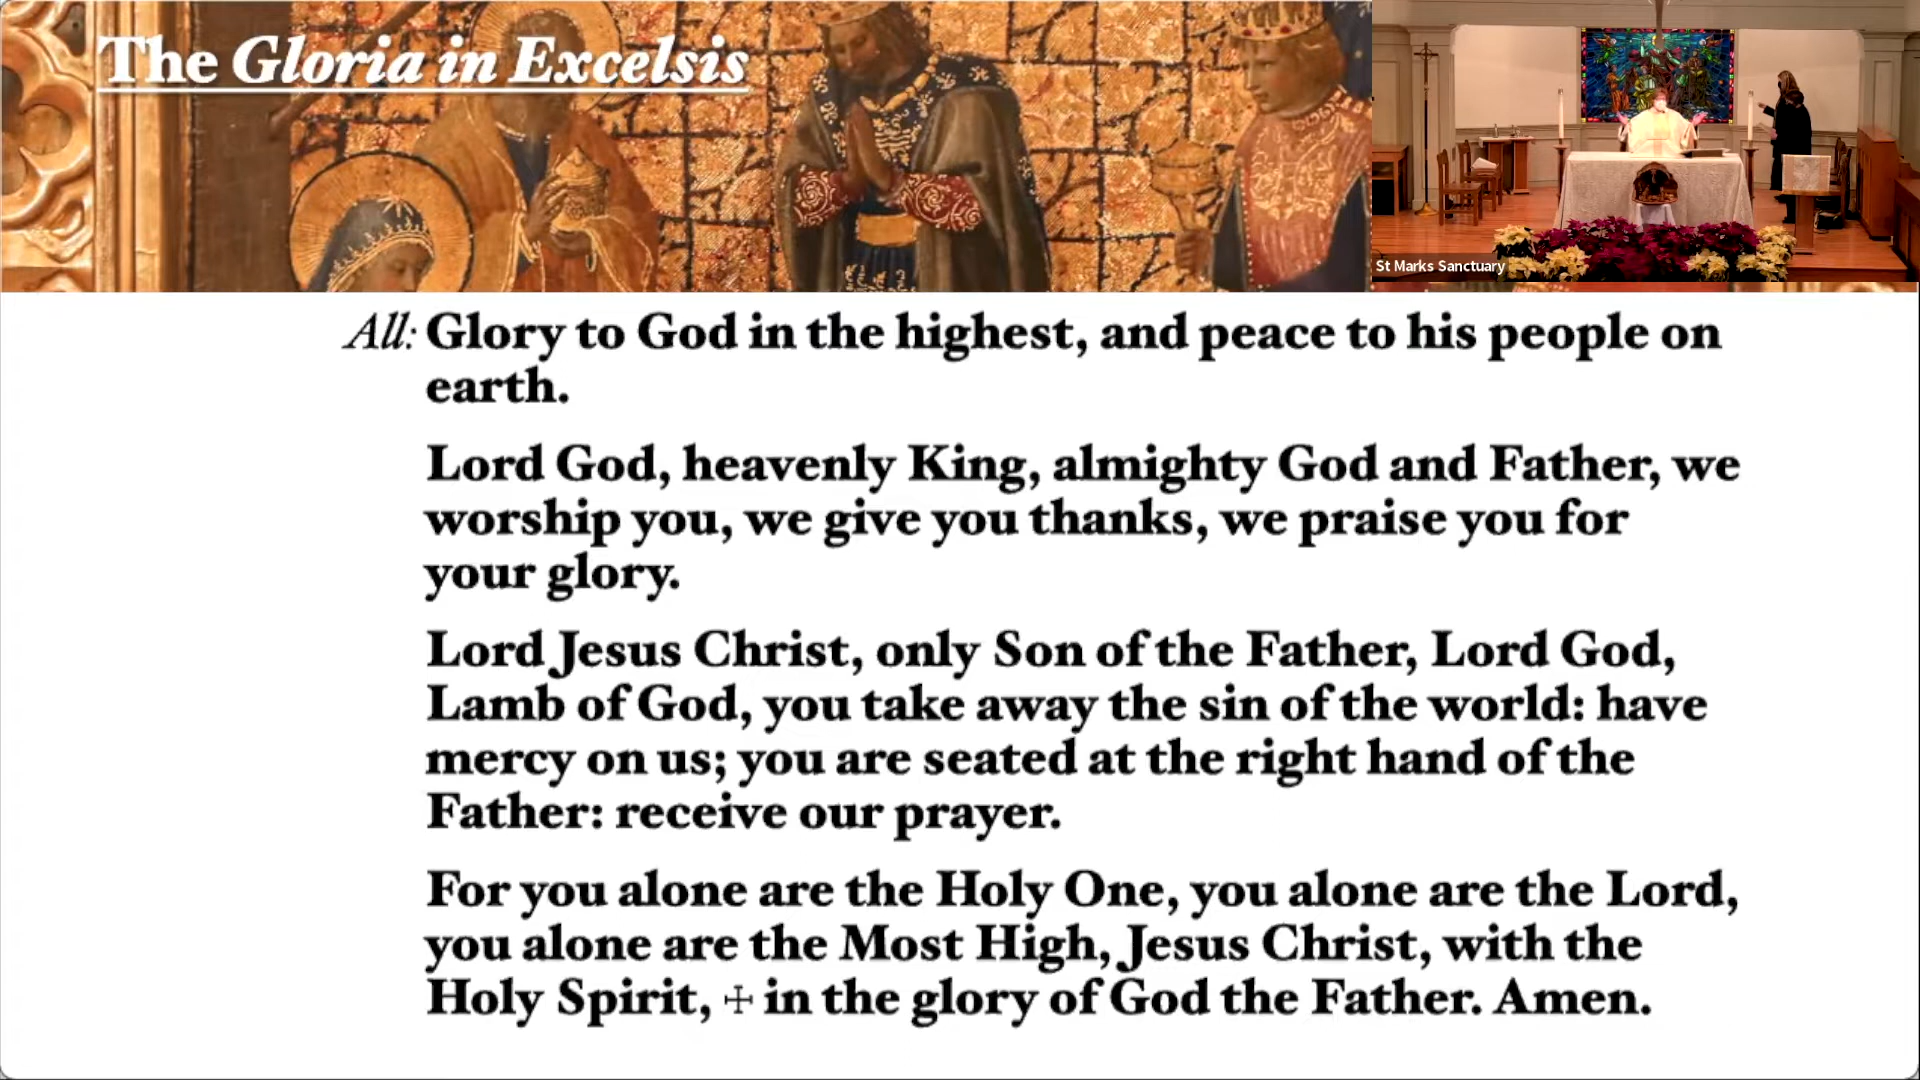 The Gloria in Excelsis
St Marks Sanctuary
All: Glory to God in the highest, and peace to his people on
earth.
Lord God, heavenly King, almighty God and Father, we
worship you, we give you thanks, we praise you for
your glory.
Lord Jesus Christ, only Son of the Father, Lord God,
Lamb of God, you take away the sin of the world: have
mercy on us; you are seated at the right hand of the
Father: receive our prayer.
For you alone are the Holy One, you alone are the Lord,
you alone are the Most High, Jesus Christ, with the
Holy Spirit, ☩ in the glory of God the Father. Amen.